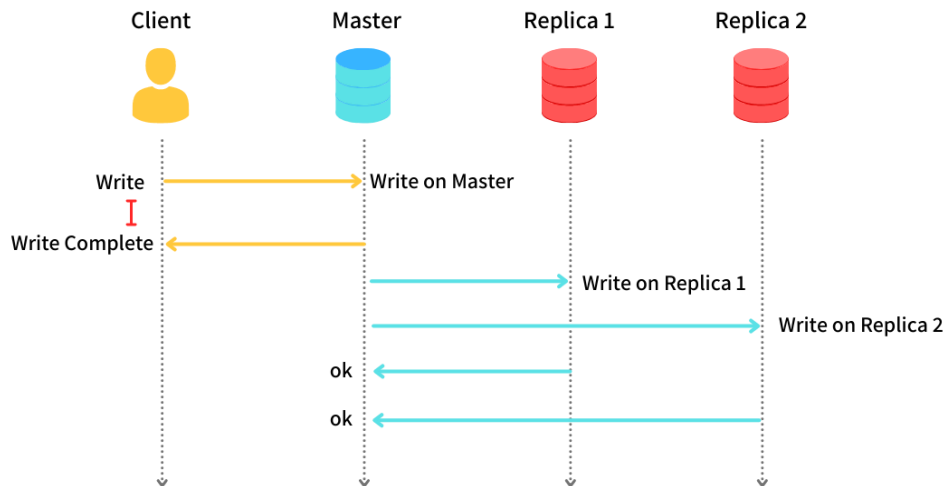 Client
Master
Replica 1
Replica 2
Write
Write on Master
Write Complete
Write on Replica 1
Write on Replica 2
ok
ok